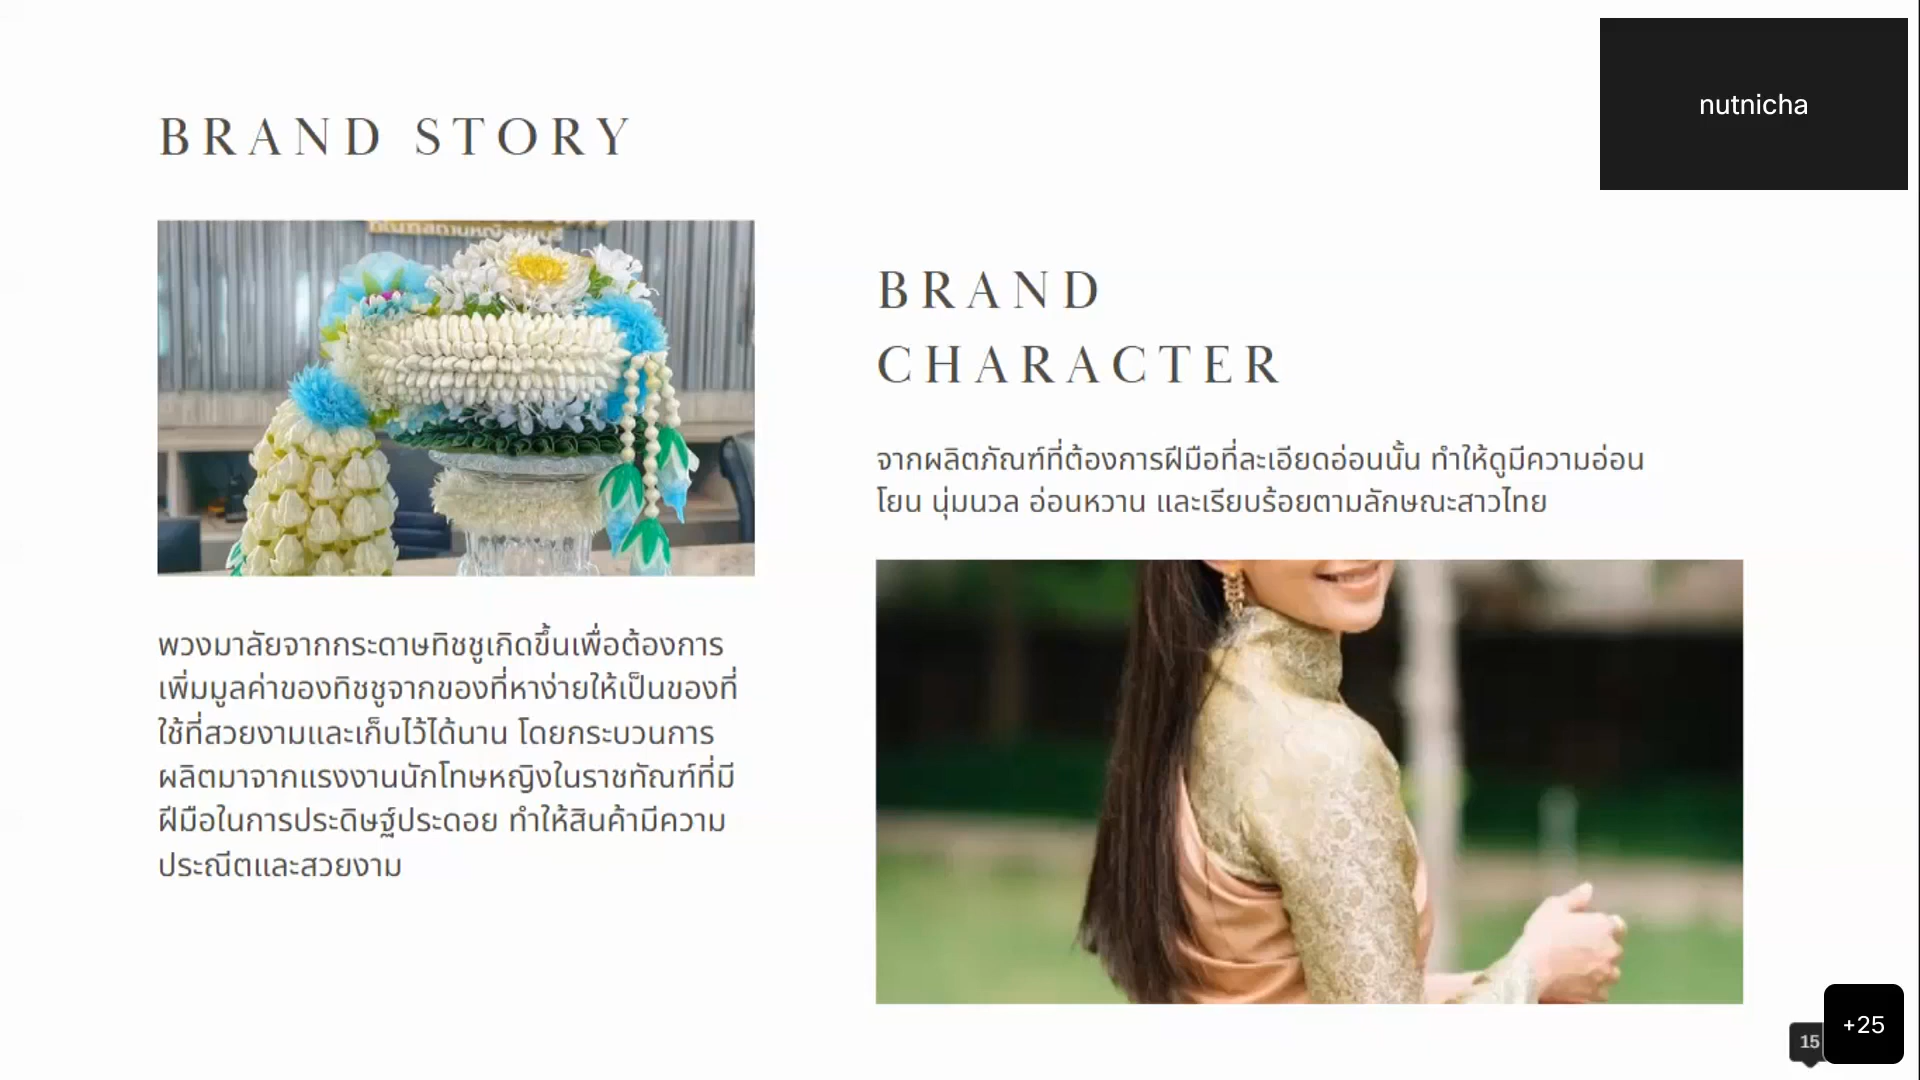 BRAND STORY
พวงมาลัยจากกระดาษทิชชูเกิดขึ้นเพื่อต้องการ
เพิ่มมูลค่าของทิชชูจากของที่หาง่ายให้เป็นของที่
ใช้ที่สวยงามและเก็บไว้ได้นาน โดยกระบวนการ
ผลิตมาจากแรงงานนักโทษหญิงในราชทัณฑ์ที่มี
ฝีมือในการประดิษฐ์ประดอย ทำให้สินค้ามีความ
ประณีตและสวยงาม
BRAND
CHARACTER
จากผลิตภัณฑ์ที่ต้องการฝีมือที่ละเอียดอ่อนนั้น ทำให้ดูมีความอ่อน
โยน นุ่มนวล อ่อนหวาน และเรียบร้อยตามลักษณะสาวไทย
nutnicha
15
+25